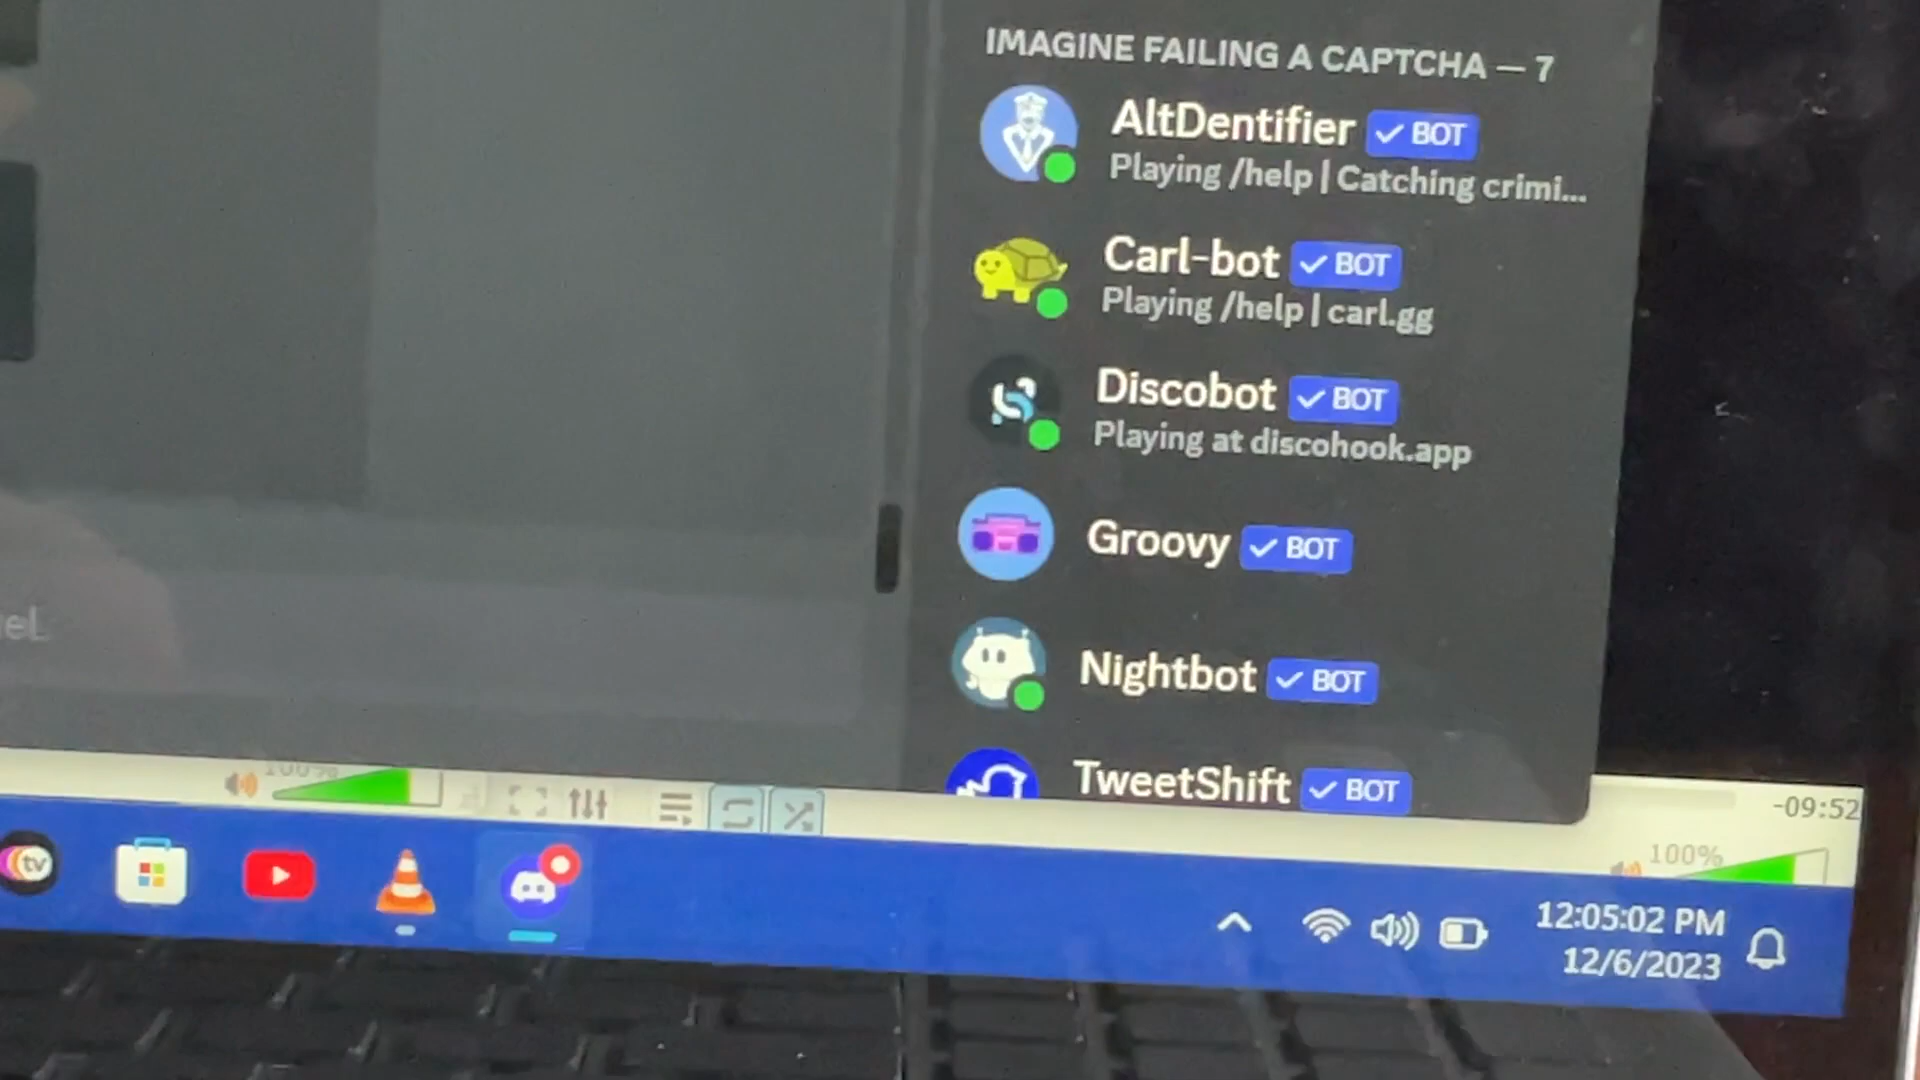 IMAGINE FAILING A CAPTCHA — 7
AltDentifier ✓ BOT
Playing /help | Catching crimi...
Carl-bot ✓ BOT
Playing /help | carl.gg
Discobot ✓ BOT
Playing at discohook.app
Groovy ✓ BOT
Nightbot ✓ BOT
TweetShift ✓ BOT
100%
-09:52
100%
tv
12:05:02 PM
12/6/2023